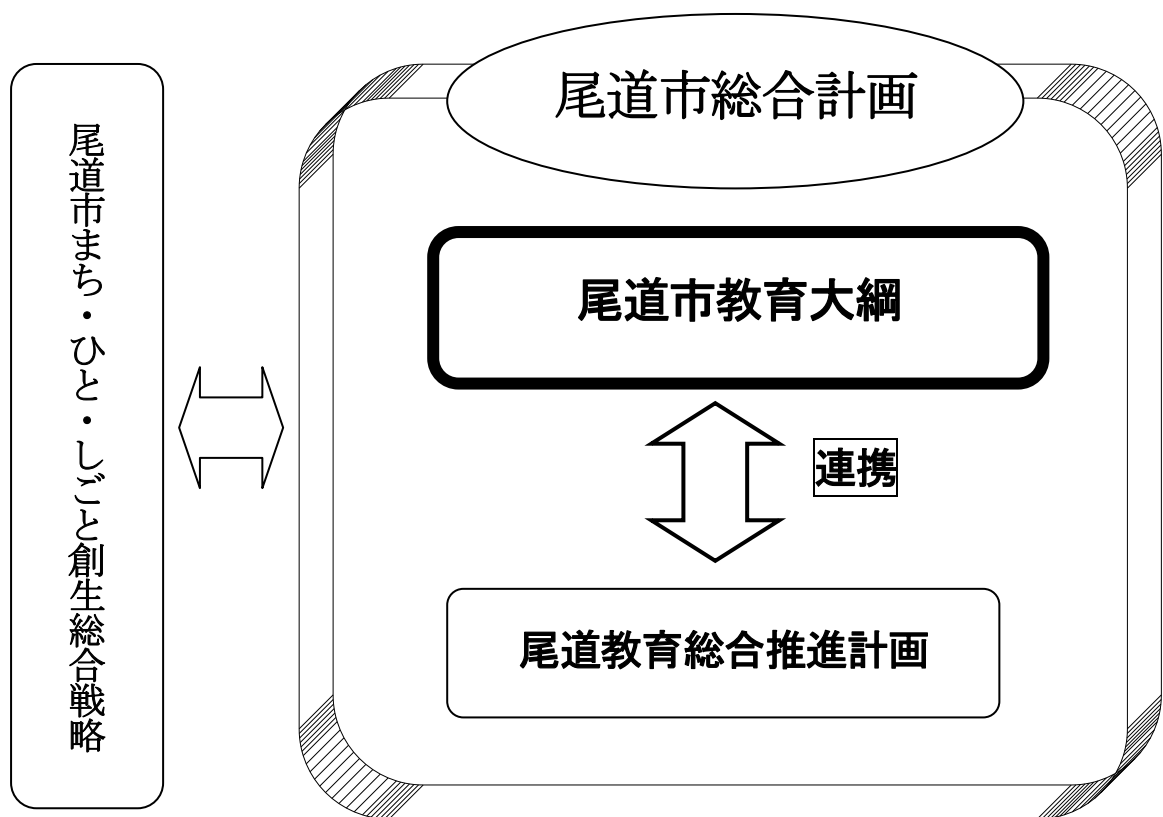 尾道市総合計画
尾道市まち・ひと・しごと創生総合戦略
尾道市教育大綱
連携
尾道教育総合推進計画